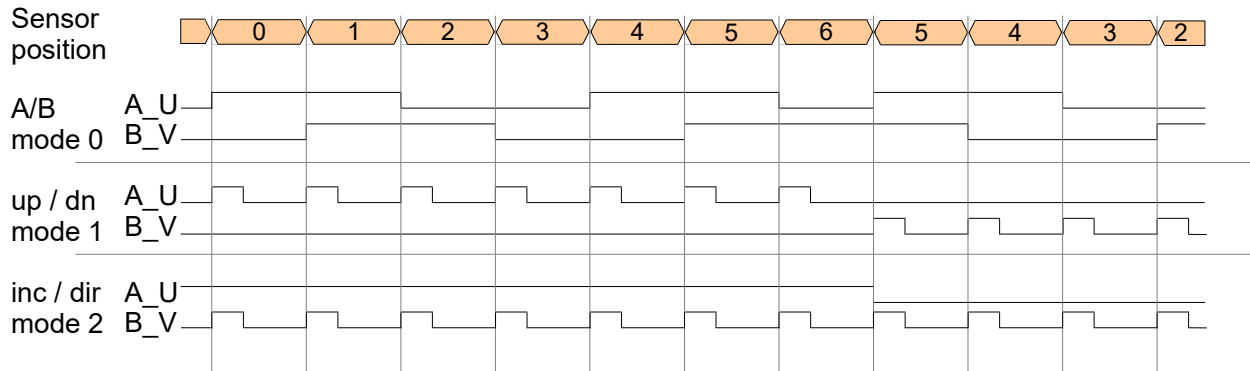 Sensor
position
0 1 2 3 4 5 6 5 4 3 2
A/B
mode 0
A_U
B_V
up / dn
mode 1
A_U
B_V
inc / dir
mode 2
A_U
B_V